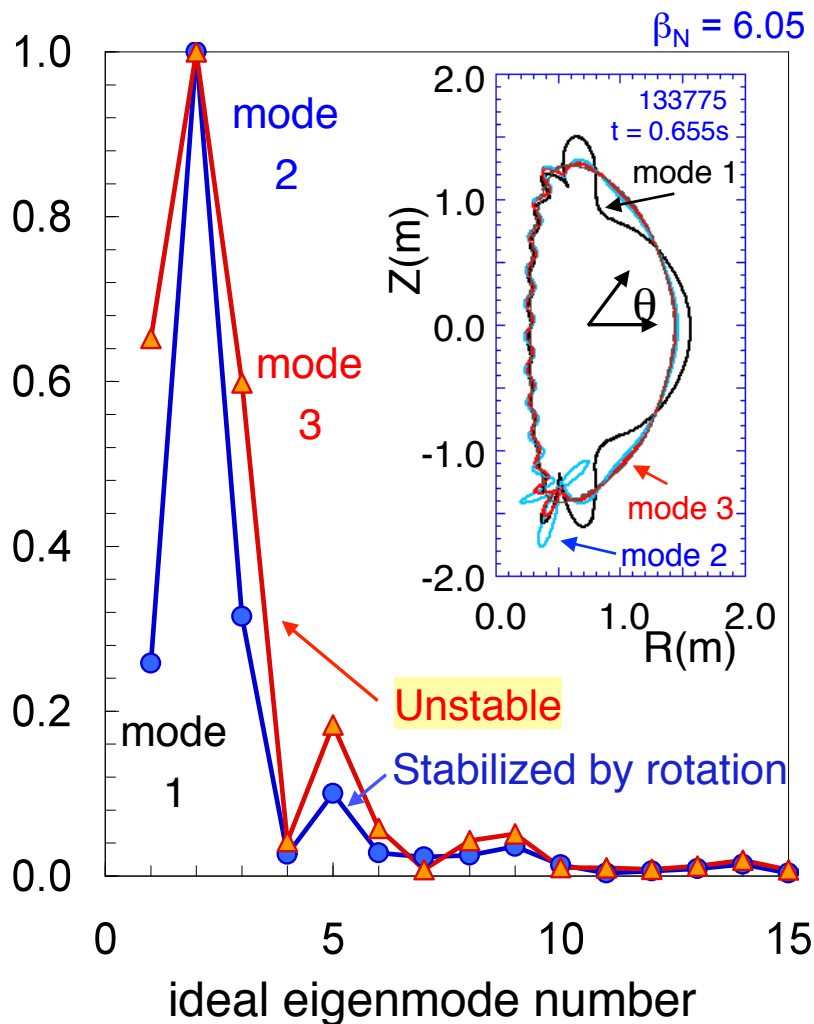 β_N = 6.05
1.0
0.8
0.6
0.4
0.2
0.0
0
5
10
15
ideal eigenmode number
mode
2
mode
3
mode
1
Unstable
Stabilized by rotation
133775
t = 0.655s
mode 1
θ
mode 3
mode 2
Z(m)
2.0
1.0
0.0
-1.0
-2.0
0.0
1.0
2.0
R(m)